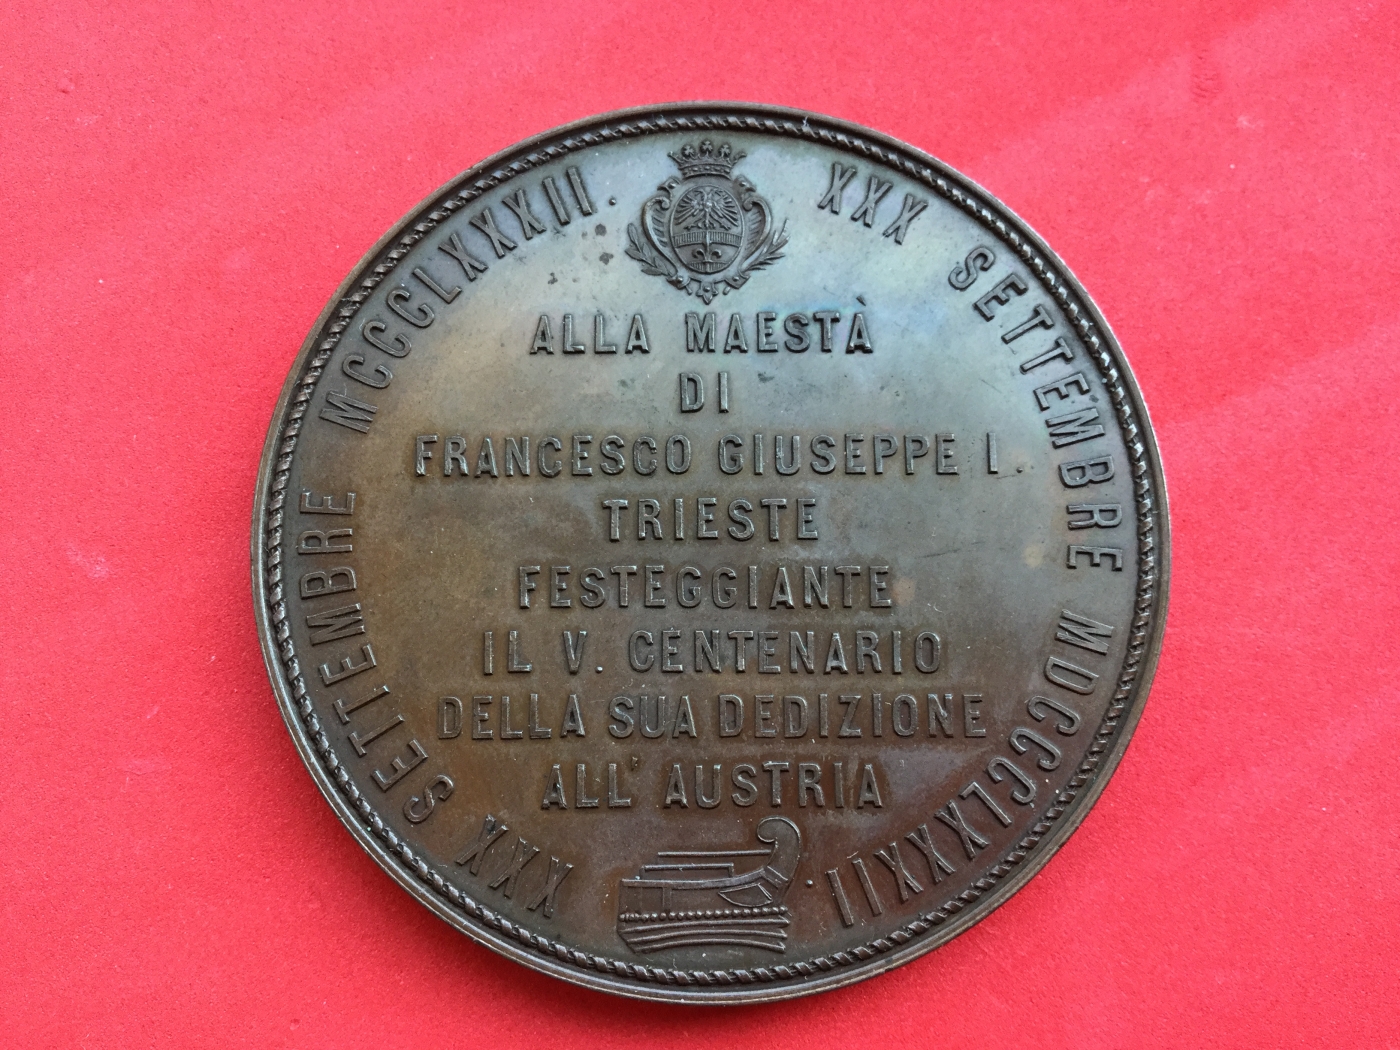 XXX SETTEMBRE MCCCLXXXII.
XXX SETTEMBRE MDCCCLXXXII
ALLA MAESTÀ
DI
FRANCESCO GIUSEPPE I.
TRIESTE
FESTEGGIANTE
IL V. CENTENARIO
DELLA SUA DEDIZIONE
ALL' AUSTRIA